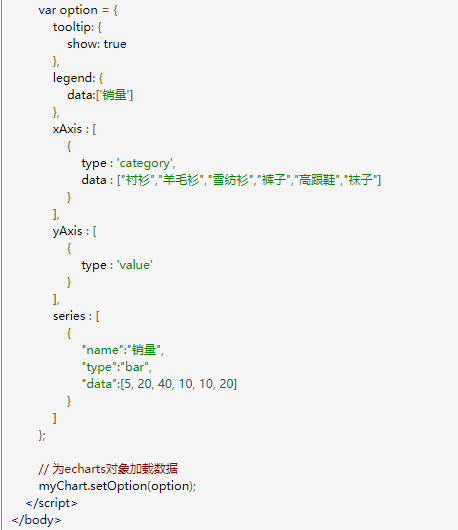 var option = {
tooltip: {
show: true
},
legend: {
data:['销量']
},
xAxis : [
{
type : 'category',
data : ["衬衫","羊毛衫","雪纺衫","裤子","高跟鞋","袜子"]
}
],
yAxis : [
{
type : 'value'
}
],
series : [
{
"name":"销量",
"type":"bar",
"data":[5, 20, 40, 10, 10, 20]
}
]
};
// 为echarts对象加载数据
myChart.setOption(option);
</script>
</body>